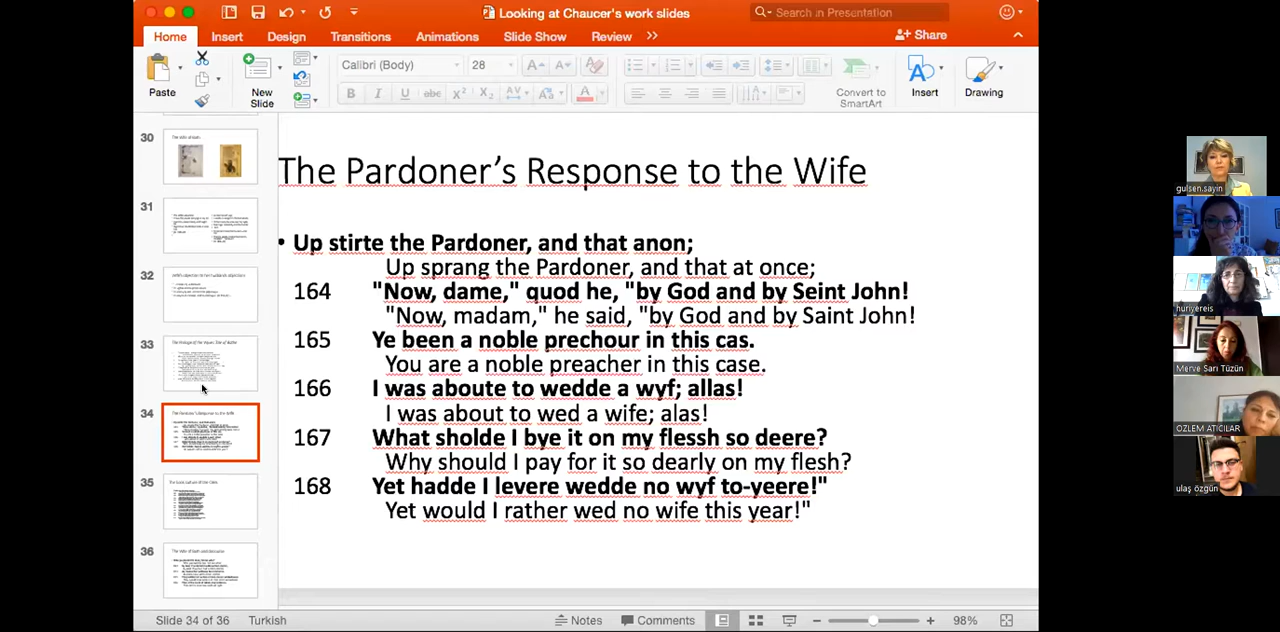 Looking at Chaucer's work slides
Search in Presentation
Home Insert Design Transitions Animations Slide Show Review
Share
Paste
New
Slide
Calibri (Body) 28
Convert to
SmartArt
Insert
Drawing
30
31
32
33
34
35
36
The Pardoner's Response to the Wife
• Up stirte the Pardoner, and that anon;
Up sprang the Pardoner, and that at once;
164 "Now, dame," quod he, "by God and by Seint John!
"Now, madam," he said, "by God and by Saint John!
165 Ye been a noble prechour in this cas.
You are a noble preacher in this case.
166 I was aboute to wedde a wyf; allas!
I was about to wed a wife; alas!
167 What sholde I bye it on my flessh so deere?
Why should I pay for it so dearly on my flesh?
168 Yet hadde I levere wedde no wyf to-yeere!"
Yet would I rather wed no wife this year!"
Slide 34 of 36 Turkish
Notes Comments 98%
gulsen.sayin
huriyereis
Merve Sarı Tüzün
OZLEM ATICILAR
ulaş özgün